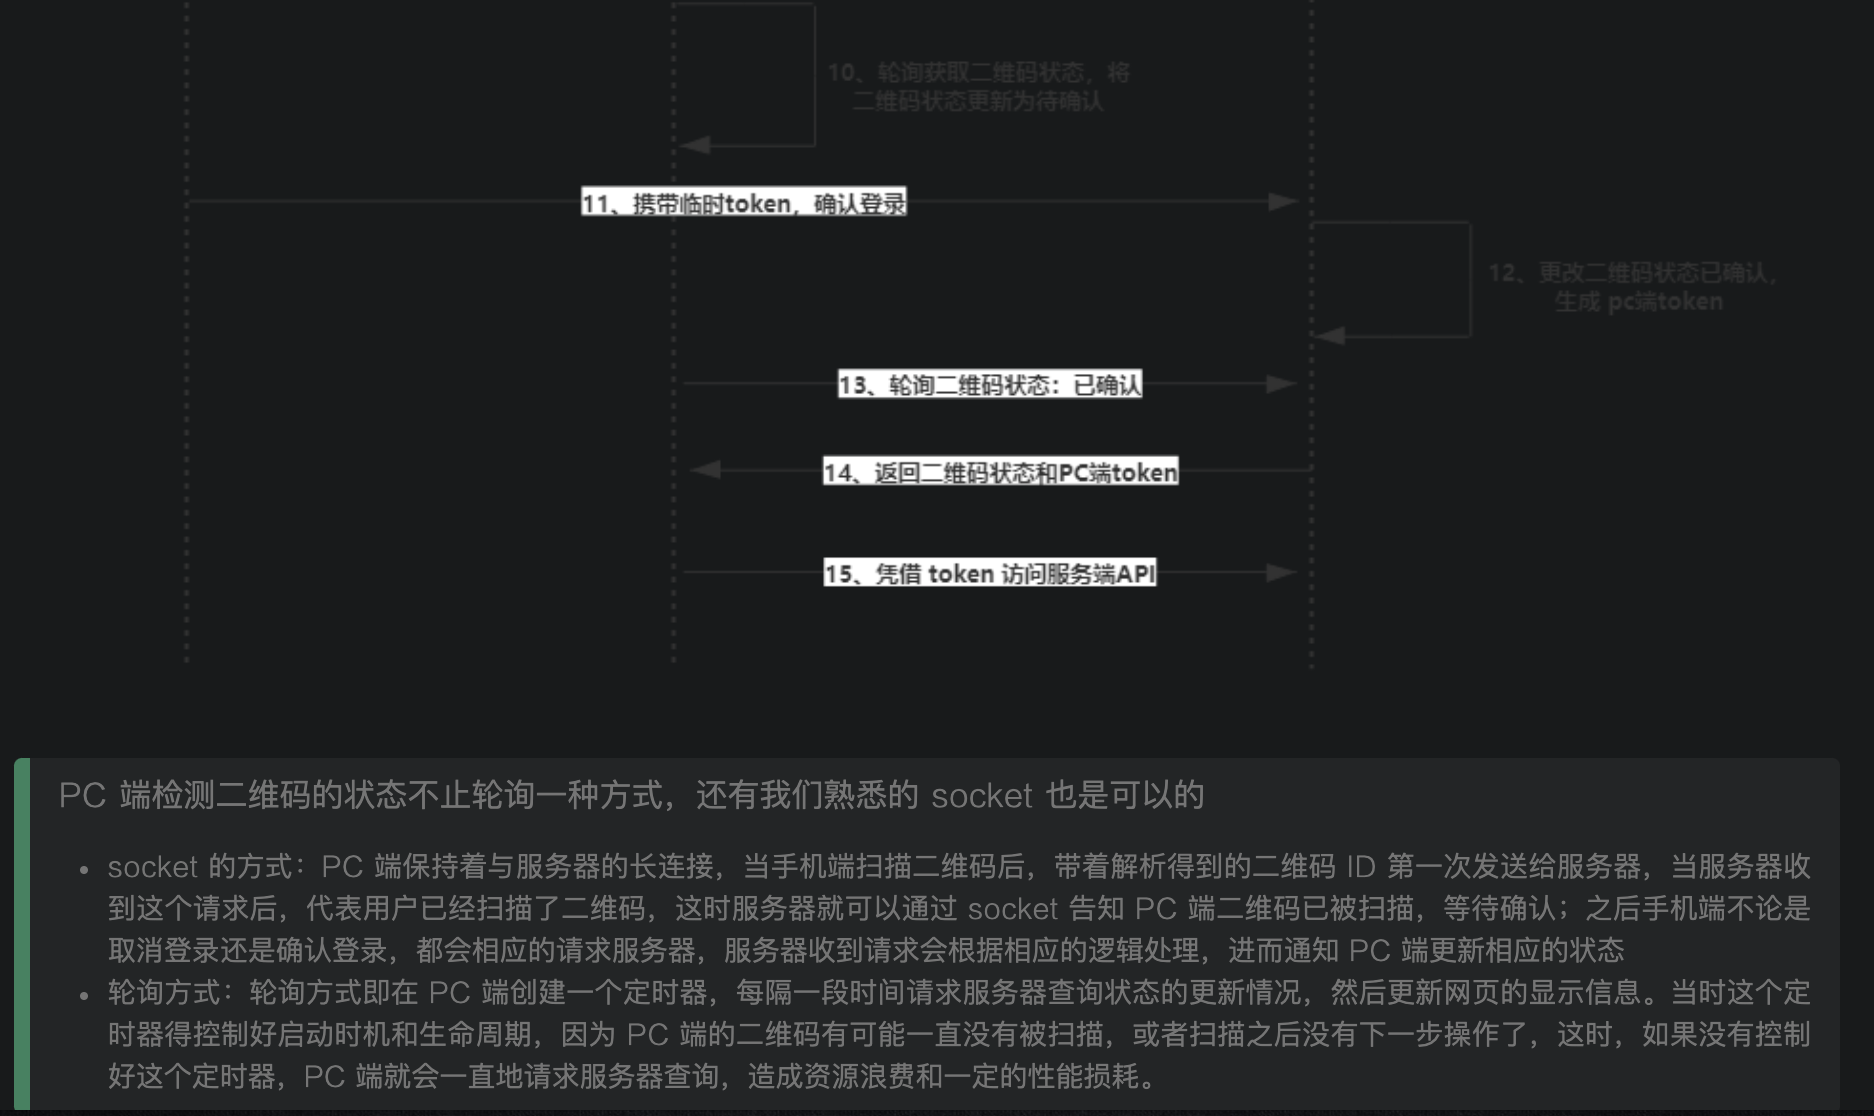 10、轮询获取二维码状态，将
二维码状态更新为待确认
11、携带临时token，确认登录
12、更改二维码状态已确认，
生成 pc端token
13、轮询二维码状态：已确认
14、返回二维码状态和PC端token
15、凭借 token 访问服务端API
PC 端检测二维码的状态不止轮询一种方式，还有我们熟悉的 socket 也是可以的
• socket 的方式：PC 端保持着与服务器的长连接，当手机端扫描二维码后，带着解析得到的二维码 ID 第一次发送给服务器，当服务器收
到这个请求后，代表用户已经扫描了二维码，这时服务器就可以通过 socket 告知 PC 端二维码已被扫描，等待确认；之后手机端不论是
取消登录还是确认登录，都会相应的请求服务器，服务器收到请求会根据相应的逻辑处理，进而通知 PC 端更新相应的状态
• 轮询方式：轮询方式即在 PC 端创建一个定时器，每隔一段时间请求服务器查询状态的更新情况，然后更新网页的显示信息。当时这个定
时器得控制好启动时机和生命周期，因为 PC 端的二维码有可能一直没有被扫描，或者扫描之后没有下一步操作了，这时，如果没有控制
好这个定时器，PC 端就会一直地请求服务器查询，造成资源浪费和一定的性能损耗。